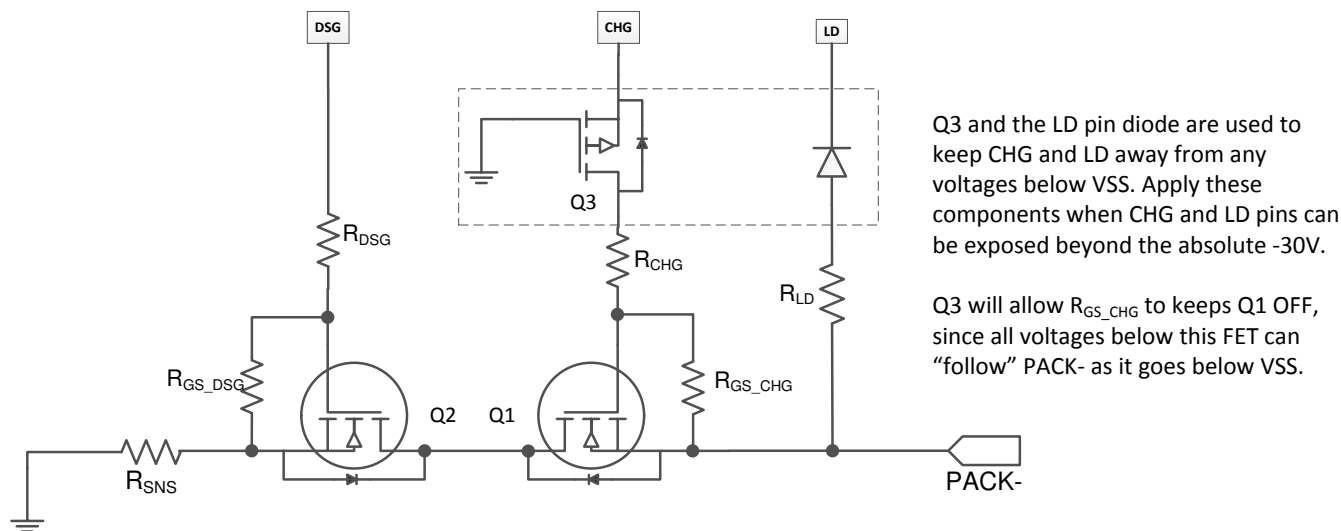 DSG
CHG
LD
Q3 and the LD pin diode are used to
keep CHG and LD away from any
voltages below VSS. Apply these
components when CHG and LD pins can
be exposed beyond the absolute -30V.
Q3 will allow RGS_CHG to keeps Q1 OFF,
since all voltages below this FET can
“follow” PACK- as it goes below VSS.
Q3
RDSG
RCHG
RLD
RGS_DSG
Q2
Q1
RGS_CHG
RSNS
PACK-